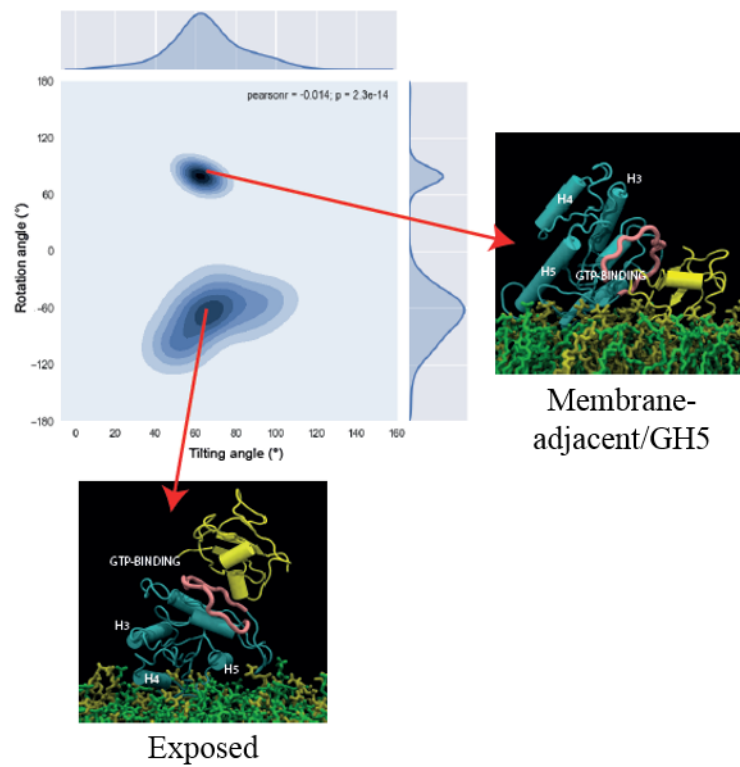 180
120
60
0
−60
−120
−180
Rotation angle (°)
pearsonr = -0.014; p = 2.3e-14
0 20 40 60 80 100 120 140 160
Tilting angle (°)
H3
H4
H5
GTP-BINDING
Membrane-
adjacent/GH5
GTP-BINDING
H3
H5
H4
Exposed